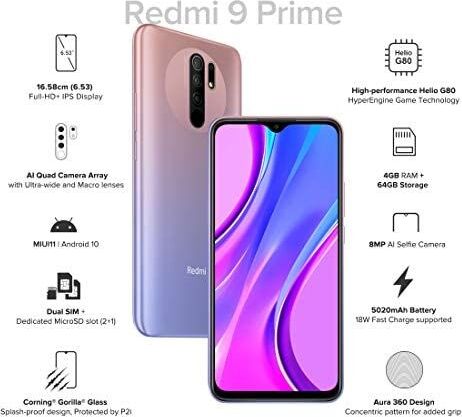 Redmi 9 Prime
6.53"
16.58cm (6.53)
Full-HD+ IPS Display
AI Quad Camera Array
with Ultra-wide and Macro lenses
MIUI11 | Android 10
Dual SIM +
Dedicated MicroSD slot (2+1)
Corning® Gorilla® Glass
Splash-proof design, Protected by P2i
Redmi
Helio
G80
High-performance Helio G80
HyperEngine Game Technology
4GB RAM +
64GB Storage
8MP AI Selfie Camera
5020mAh Battery
18W Fast Charge supported
Aura 360 Design
Concentric pattern for added grip